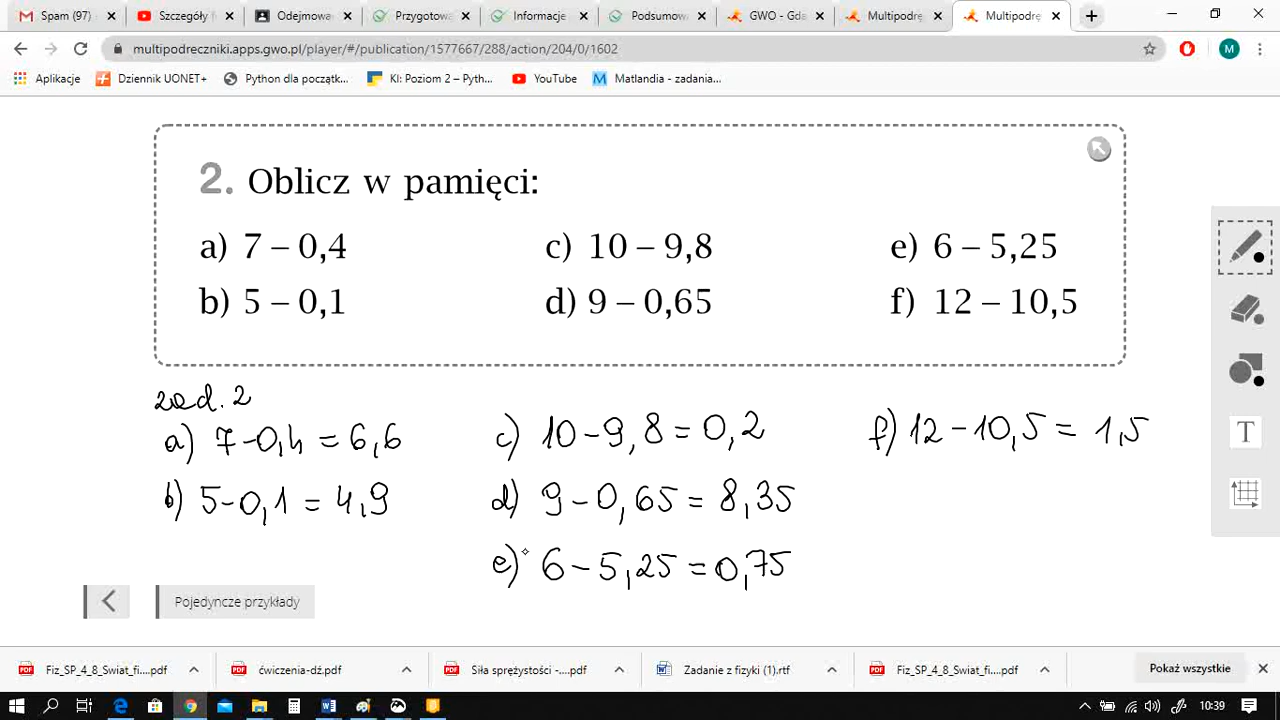 Spam (97)
Szczegóły f
Odejmowa
Przygotowa
Informacje
Podsumow
GWO - Gda
Multipodrę
Multipodrę
multipodreczniki.apps.gwo.pl/player/#/publication/1577667/288/action/204/0/1602
M
Aplikacje
Dziennik UONET+
Python dla początk...
KI: Poziom 2 – Pyth...
YouTube
Matlandia - zadania...
2. Oblicz w pamięci:
a) 7 – 0,4 c) 10 – 9,8 e) 6 – 5,25
b) 5 – 0,1 d) 9 – 0,65 f) 12 – 10,5
zad. 2
a) 7-0,4 = 6,6
b) 5-0,1 = 4,9
c) 10-9,8 = 0,2
d) 9-0,65 = 8,35
e) 6-5,25 = 0,75
f) 12-10,5 = 1,5
T
Pojedyncze przykłady
Fiz_SP_4_8_Swiat_fi....pdf
ćwiczenia-dź.pdf
Siła sprężystości -....pdf
Zadanie z fizyki (1).rtf
Fiz_SP_4_8_Swiat_fi....pdf
Pokaż wszystkie
10:39